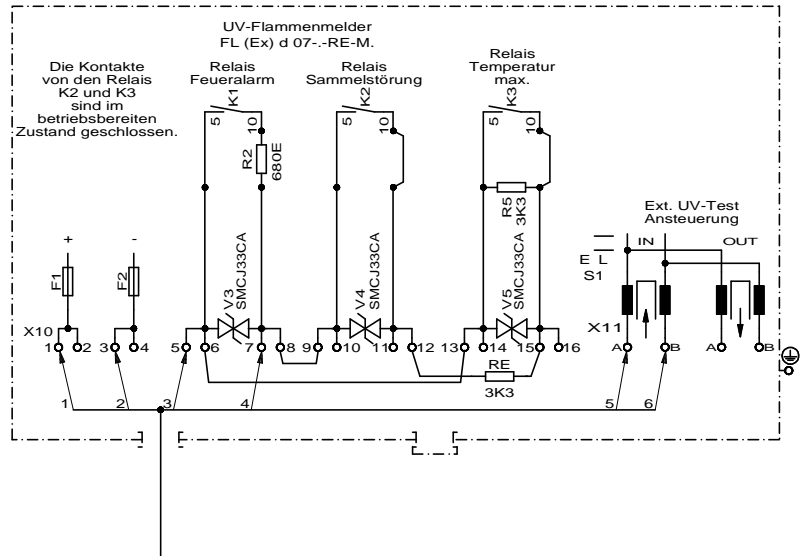 UV-Flammenmelder
FL (Ex) d 07-.-RE-M.
Die Kontakte
von den Relais
K2 und K3
sind im
betriebsbereiten
Zustand geschlossen.
Relais
Feueralarm
Relais
Sammelstörung
Relais
Temperatur
max.
K1
5
10
R2
680E
K2
5
10
K3
5
10
R5
3K3
Ext. UV-Test
Ansteuerung
IN
OUT
E L
S1
+
-
F1
F2
V3
SMCJ33CA
V4
SMCJ33CA
V5
SMCJ33CA
X10
X11
1 2 3 4 5 6 7 8 9 10 11 12 13 14 15 16 A B A B
RE
3K3
1 2 3 4 5 6